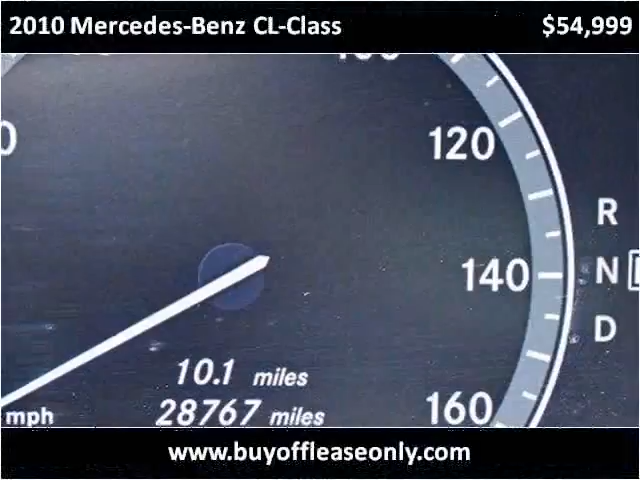 2010 Mercedes-Benz CL-Class $54,999
120
R
140 N
D
10.1 miles
mph 28767 miles 160
www.buyoffleaseonly.com